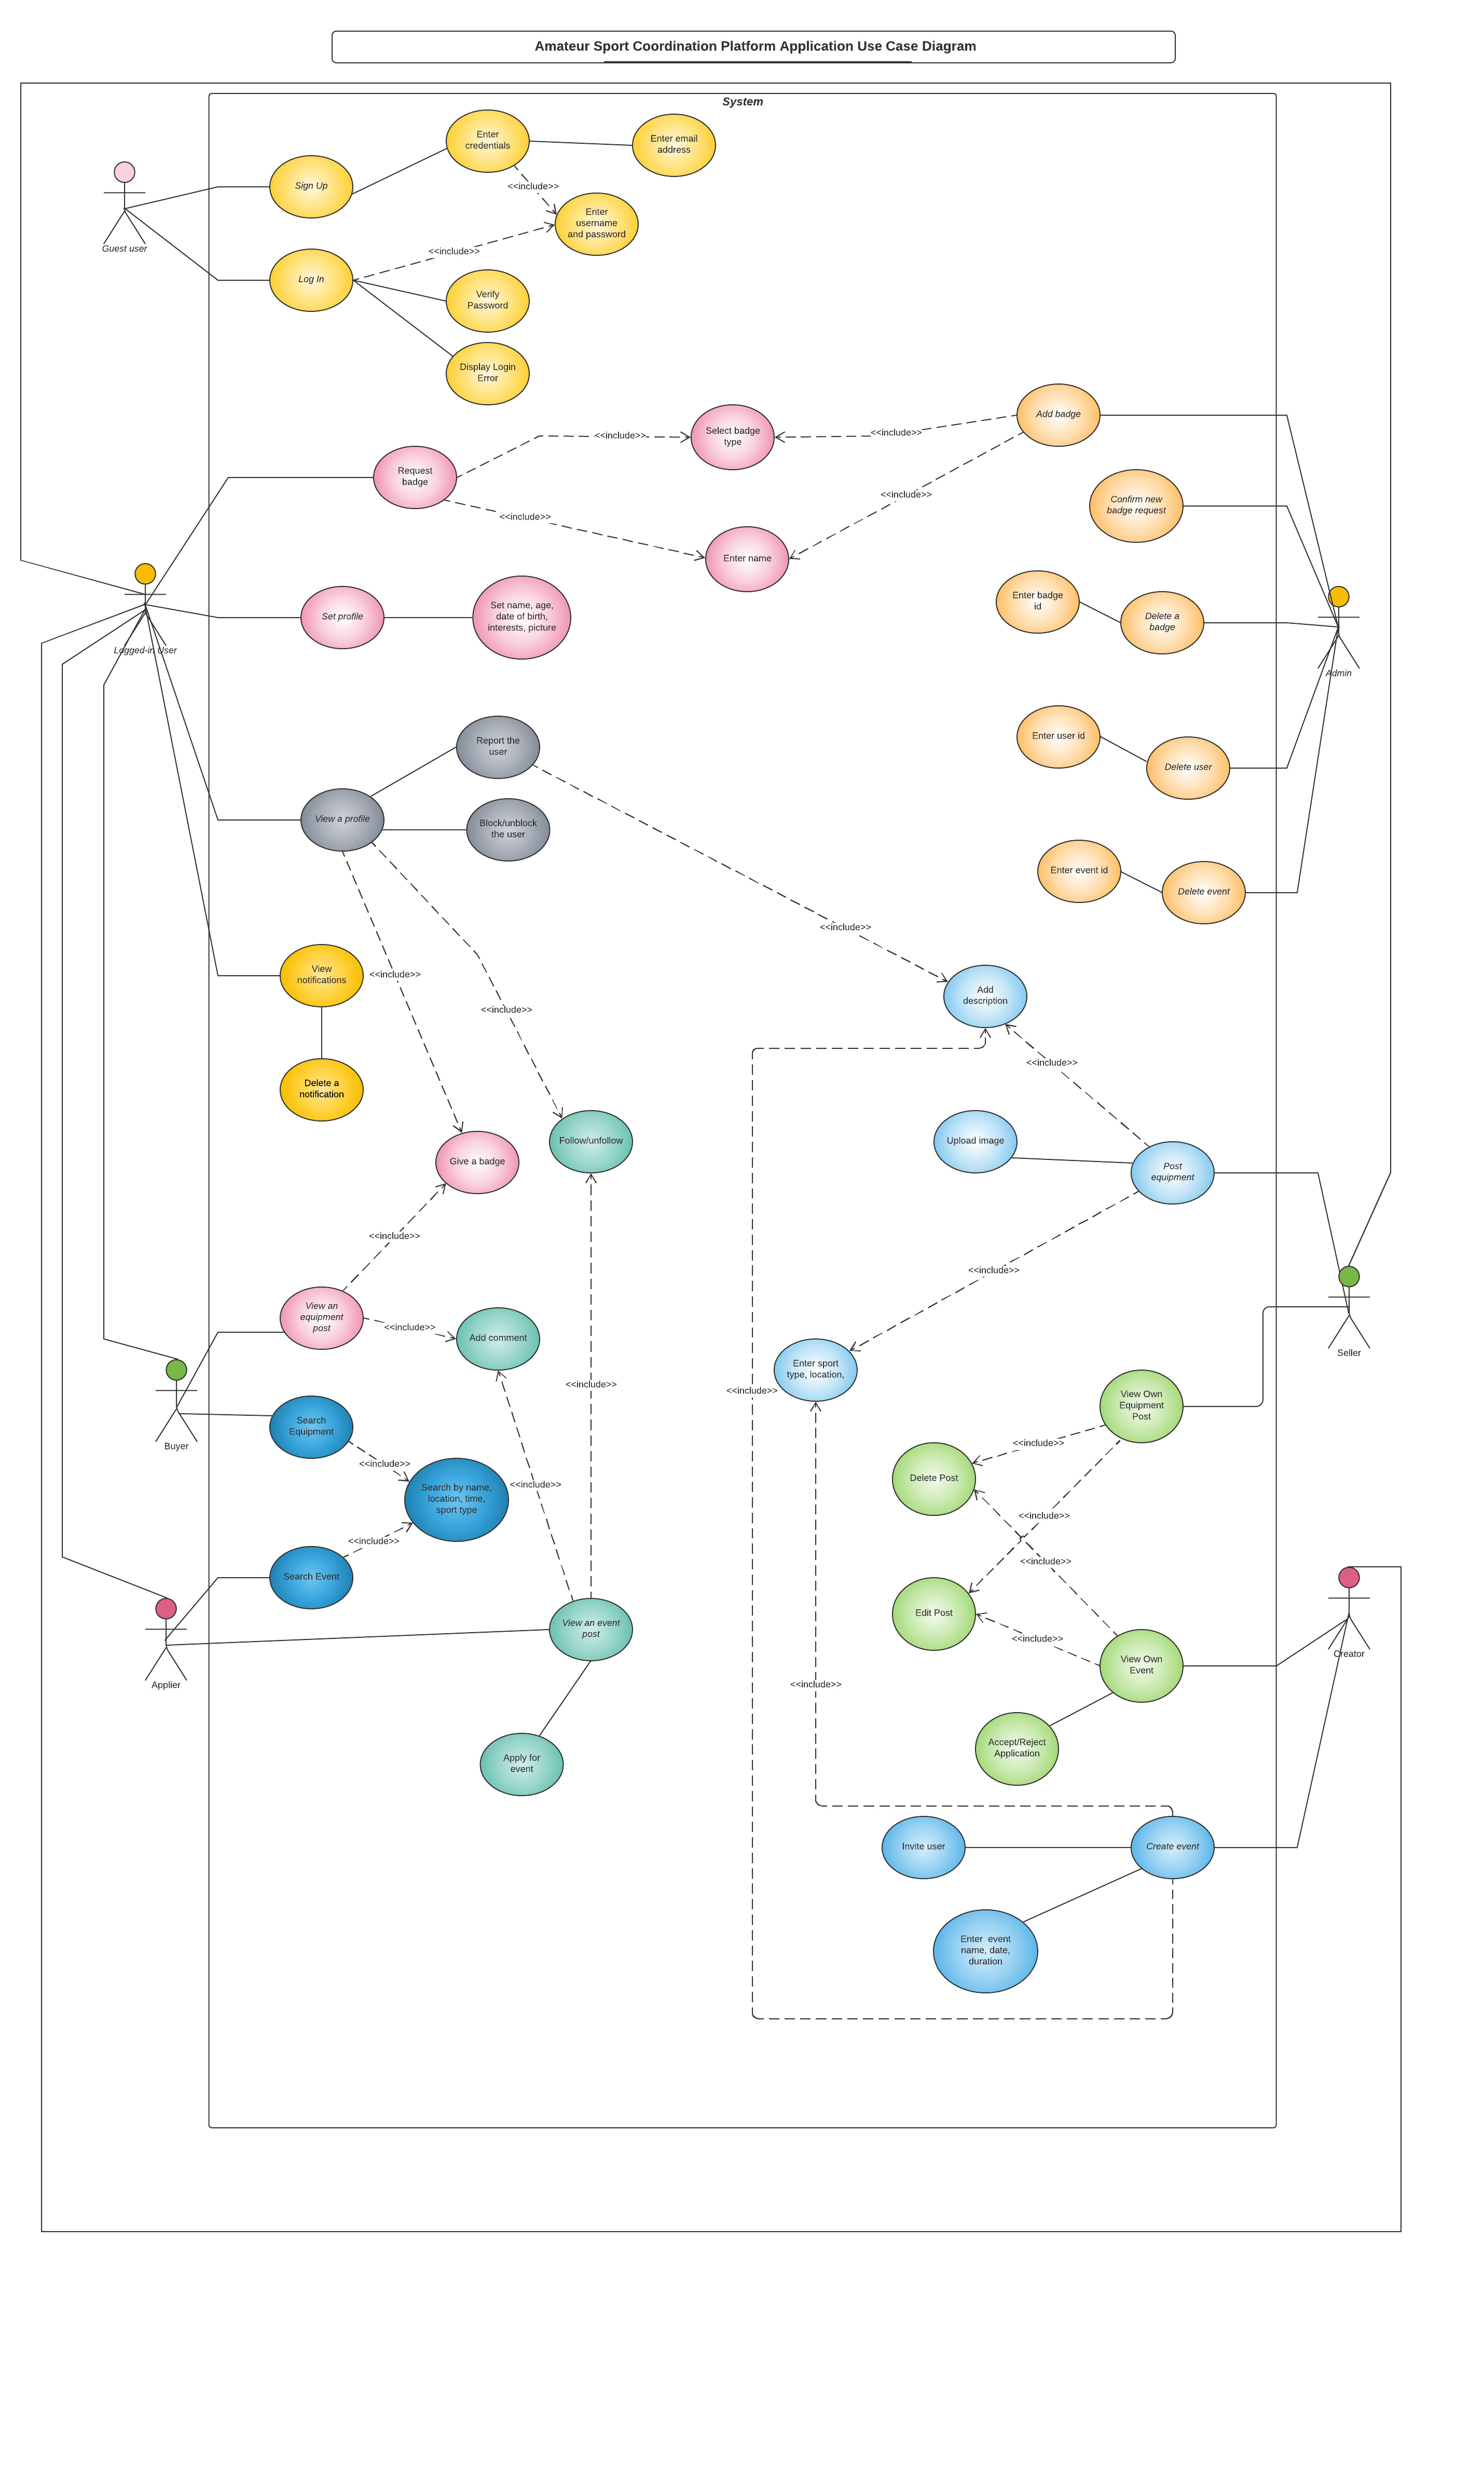 Amateur Sport Coordination Platform Application Use Case Diagram
System
Enter
credentials
Enter email
address
Sign Up
<<include>>
Enter
username
and password
Guest user
<<include>>
Log In
Verify
Password
Display Login
Error
Add badge
Select badge
type
<<include>>
<<include>>
Request
badge
<<include>>
Confirm new
badge request
<<include>>
Enter name
Enter badge
id
Set name, age,
date of birth,
interests, picture
Set profile
Delete a
badge
Logged-in User
Admin
Report the
user
Enter user id
Delete user
View a profile
Block/unblock
the user
Enter event id
Delete event
<<include>>
View
notifications
<<include>>
Add
description
<<include>>
<<include>>
Delete a
notification
Follow/unfollow
Upload image
Give a badge
Post
equipment
<<include>>
<<include>>
View an
equipment
post
<<include>>
Add comment
Seller
Enter sport
type, location,
<<include>>
<<include>>
View Own
Equipment
Post
Search
Equipment
Buyer
<<include>>
<<include>>
Delete Post
Search by name,
location, time,
sport type
<<include>>
<<include>>
<<include>>
<<include>>
Search Event
Edit Post
View an event
post
<<include>>
Creator
View Own
Event
Applier
<<include>>
Accept/Reject
Application
Apply for
event
Invite user
Create event
Enter event
name, date,
duration